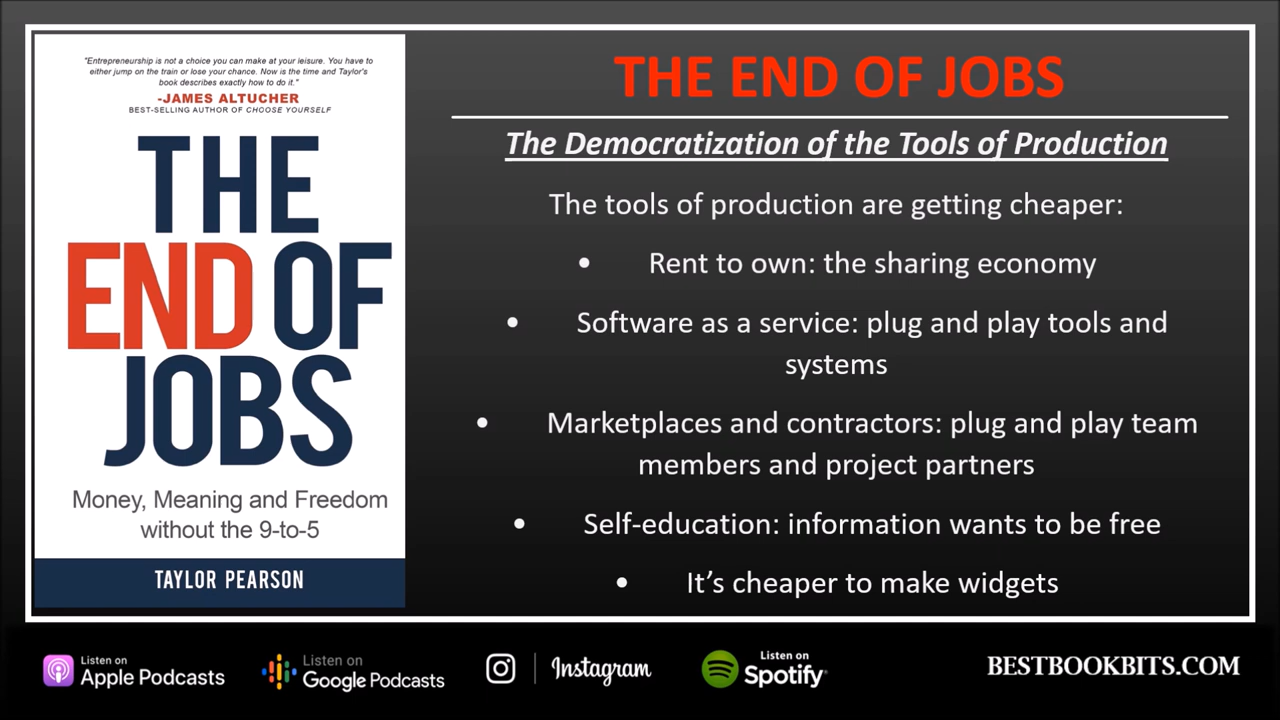 "Entrepreneurship is not a choice you can make at your leisure. You have to
either jump on the train or lose your chance. Now is the time and Taylor's
book describes exactly how to do it."
-JAMES ALTUCHER
BEST-SELLING AUTHOR OF CHOOSE YOURSELF
THE
END OF
JOBS
Money, Meaning and Freedom
without the 9-to-5
TAYLOR PEARSON
THE END OF JOBS
The Democratization of the Tools of Production
The tools of production are getting cheaper:
• Rent to own: the sharing economy
• Software as a service: plug and play tools and
systems
• Marketplaces and contractors: plug and play team
members and project partners
• Self-education: information wants to be free
• It’s cheaper to make widgets
Listen on
Apple Podcasts
Listen on
Google Podcasts
Instagram
Listen on
Spotify
BESTBOOKBITS.COM